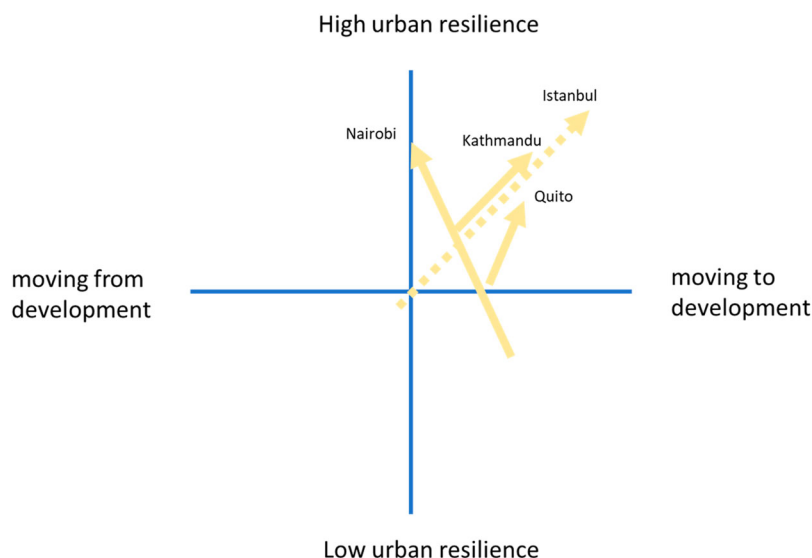 High urban resilience
Istanbul
Nairobi
Kathmandu
Quito
moving from
development
moving to
development
Low urban resilience